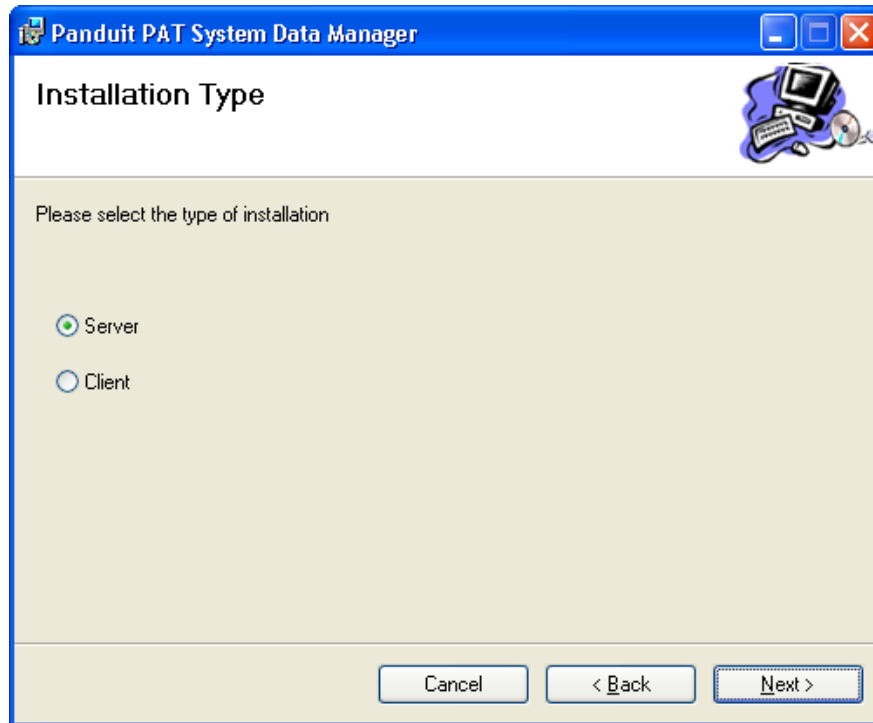 Panduit PAT System Data Manager
Installation Type
Please select the type of installation
Server
Client
Cancel
< Back
Next >